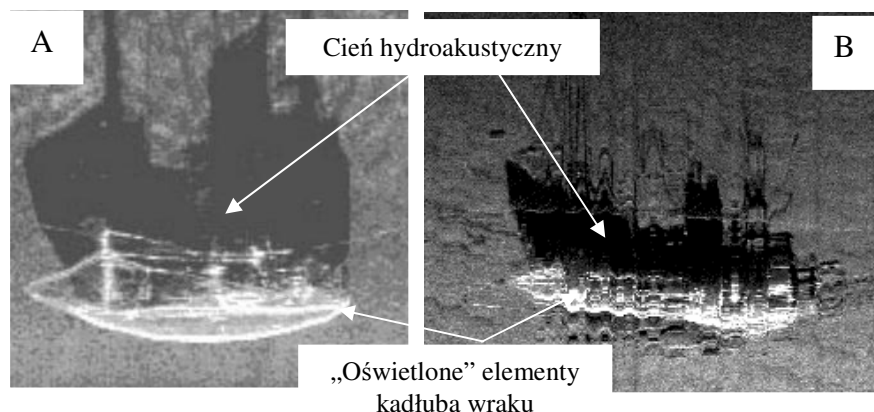 A
Cień hydroakustyczny
B
„Oświetlone” elementy
kadłuba wraku